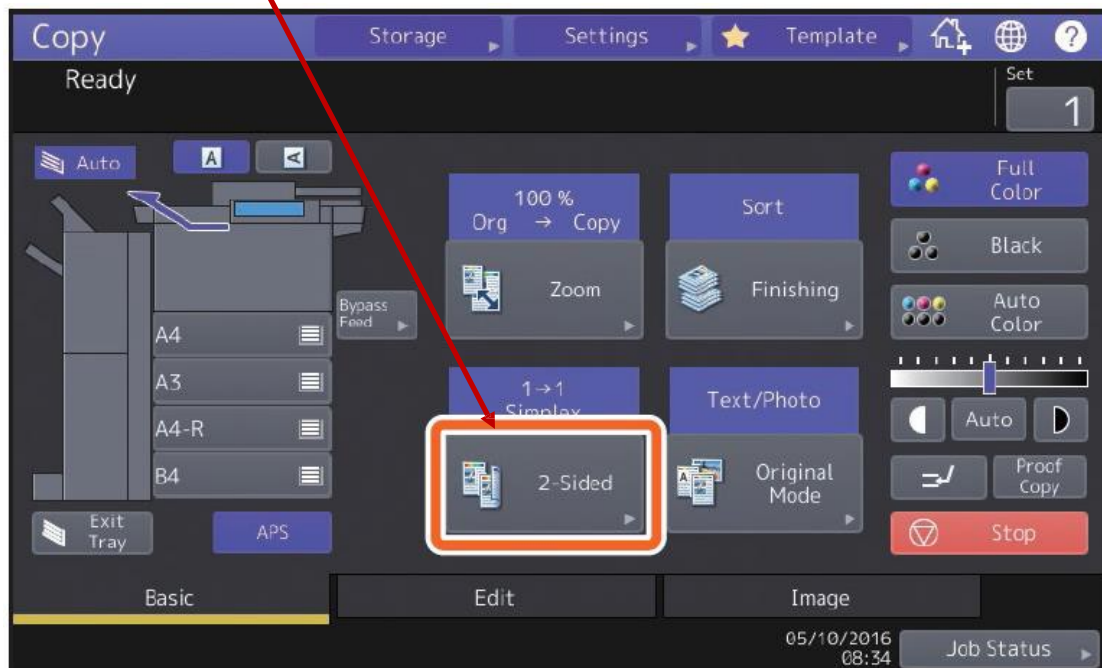 Copy
Storage
Settings
Template
?
Ready
Set
1
Auto
A
A
100 %
Org → Copy
Sort
Full
Color
Zoom
Finishing
Black
Bypass
Feed
Auto
Color
A4
A3
A4-R
B4
1→1
Simplex
Text/Photo
2-Sided
Original
Mode
Auto
Proof
Copy
Exit
Tray
APS
Stop
Basic
Edit
Image
05/10/2016
08:34
Job Status